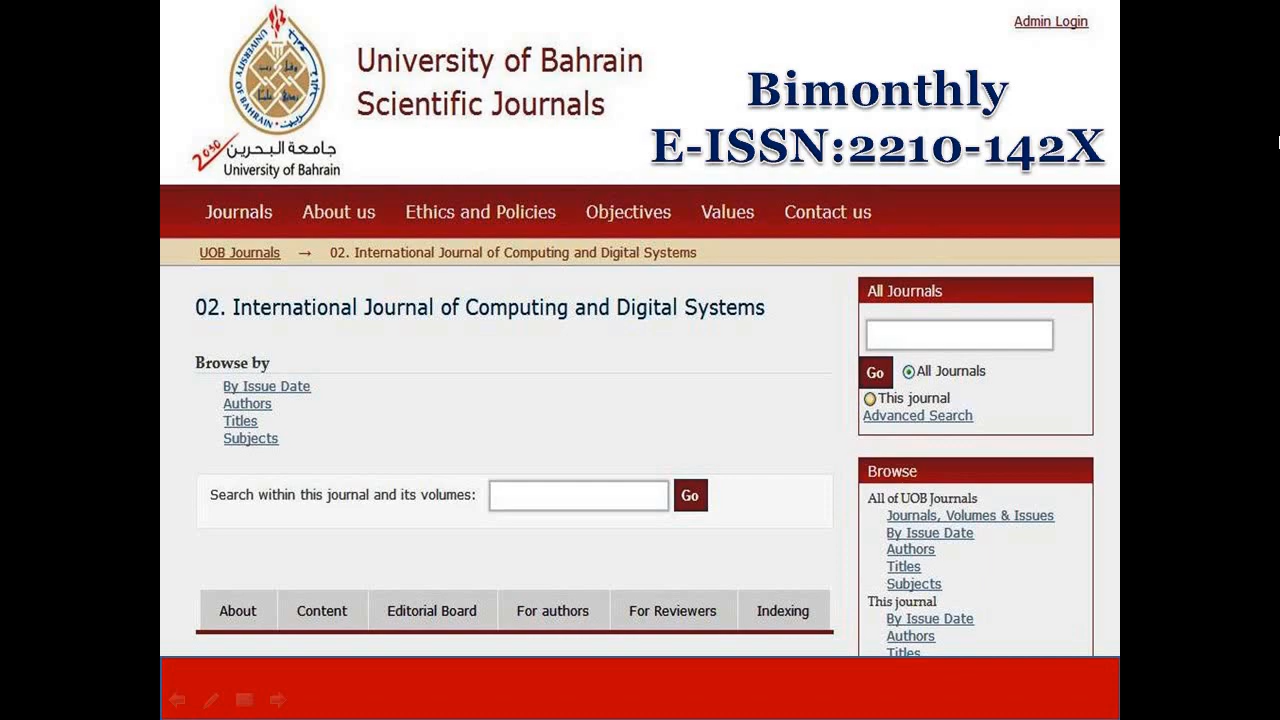 Admin Login
UNIVERSITY OF BAHRAIN
University of Bahrain
Scientific Journals
Bimonthly
E-ISSN:2210-142X
2030
جامعة البحرين
University of Bahrain
Journals About us Ethics and Policies Objectives Values Contact us
UOB Journals → 02. International Journal of Computing and Digital Systems
02. International Journal of Computing and Digital Systems
Browse by
By Issue Date
Authors
Titles
Subjects
Search within this journal and its volumes: Go
About Content Editorial Board For authors For Reviewers Indexing
All Journals
Go All Journals
This journal
Advanced Search
Browse
All of UOB Journals
Journals, Volumes & Issues
By Issue Date
Authors
Titles
Subjects
This journal
By Issue Date
Authors
Titles